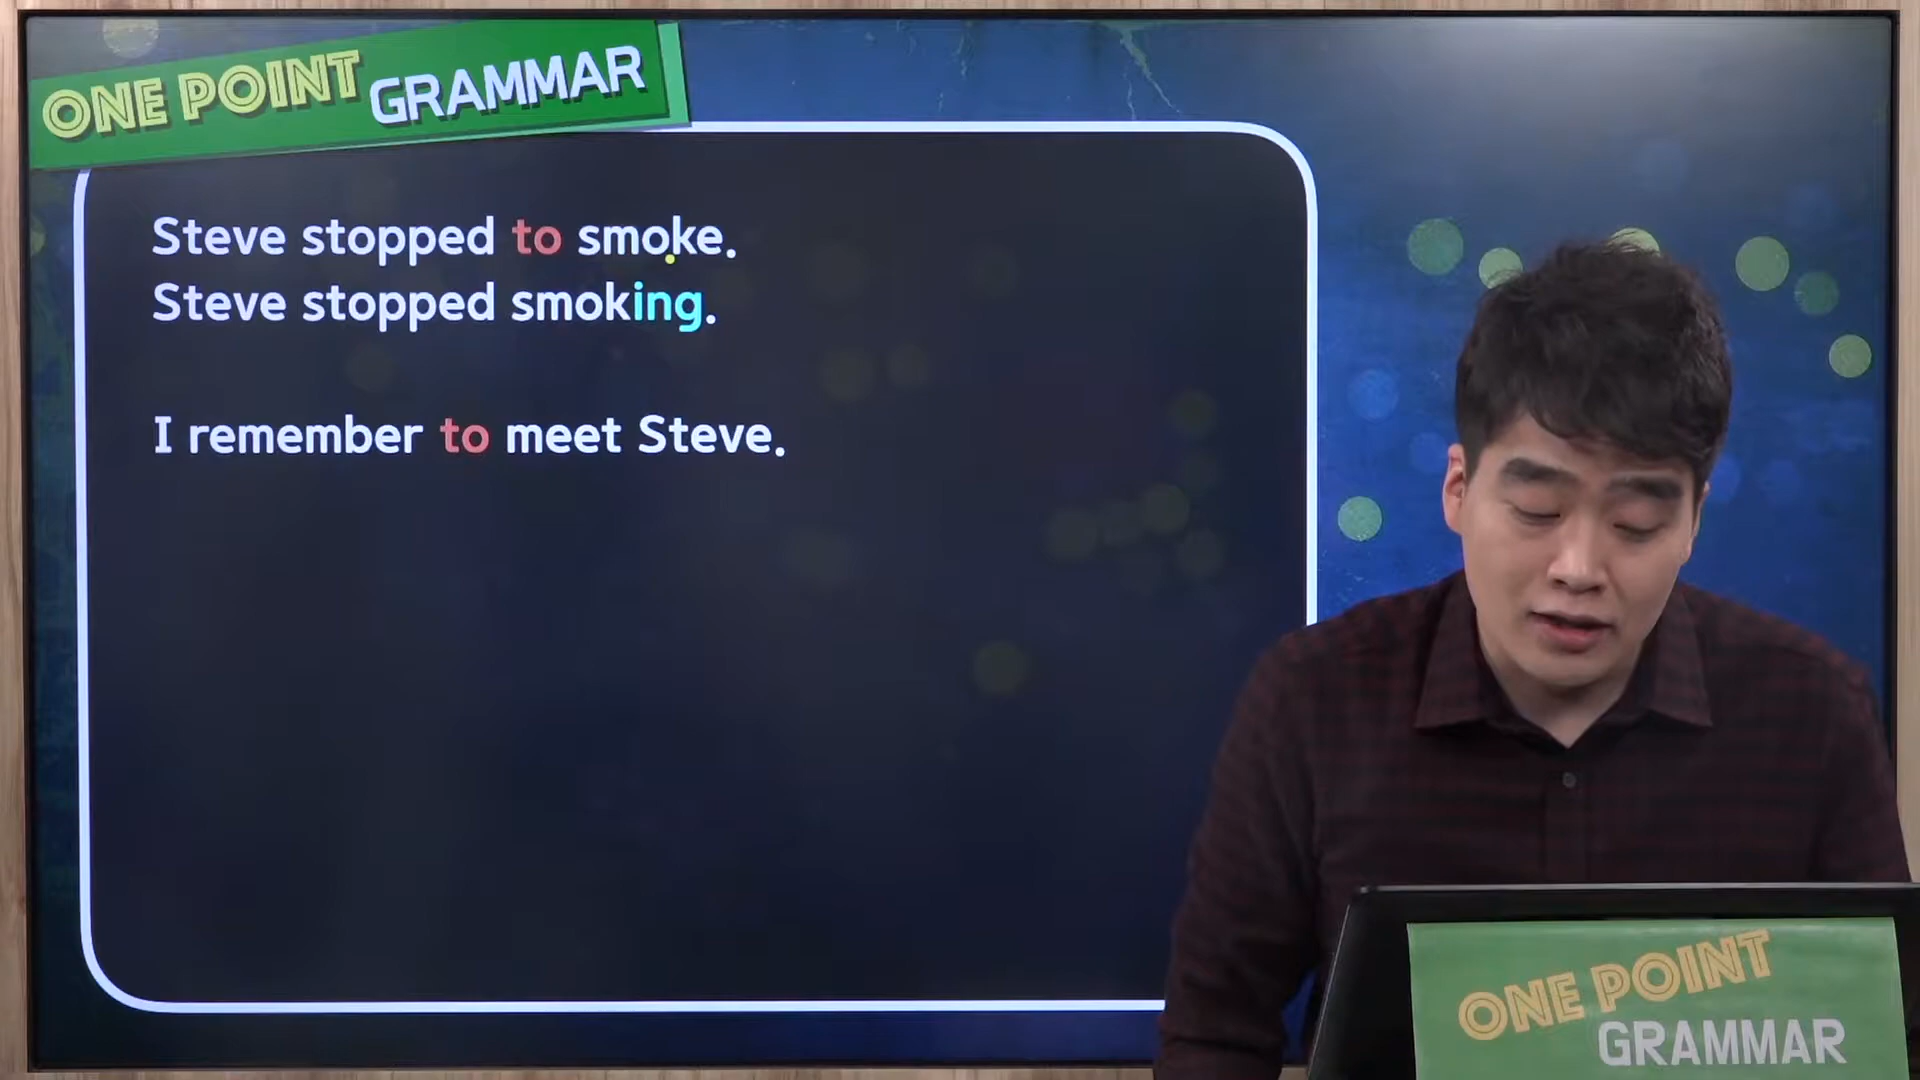 ONE POINT GRAMMAR
Steve stopped to smoke.
Steve stopped smoking.
I remember to meet Steve.
ONE POINT
GRAMMAR